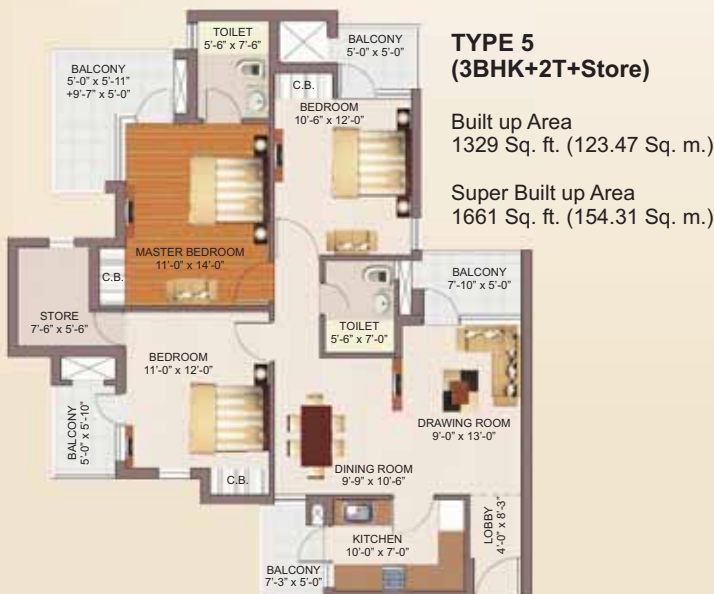 TYPE 5
(3BHK+2T+Store)
Built up Area
1329 Sq. ft. (123.47 Sq. m.)
Super Built up Area
1661 Sq. ft. (154.31 Sq. m.)
TOILET
5'-6" x 7'-6"
BALCONY
5'-0" x 5'-0"
BALCONY
5'-0" x 5'-11"
+9'-7" x 5'-0"
C.B.
BEDROOM
10'-6" x 12'-0"
MASTER BEDROOM
11'-0" x 14'-0"
C.B.
BALCONY
7'-10" x 5'-0"
STORE
7'-6" x 5'-6"
TOILET
5'-6" x 7'-0"
BEDROOM
11'-0" x 12'-0"
BALCONY
5'-0" x 5'-10"
DRAWING ROOM
9'-0" x 13'-0"
C.B.
DINING ROOM
9'-9" x 10'-6"
LOBBY
4'-0" x 8'-3"
KITCHEN
10'-0" x 7'-0"
BALCONY
7'-3" x 5'-0"